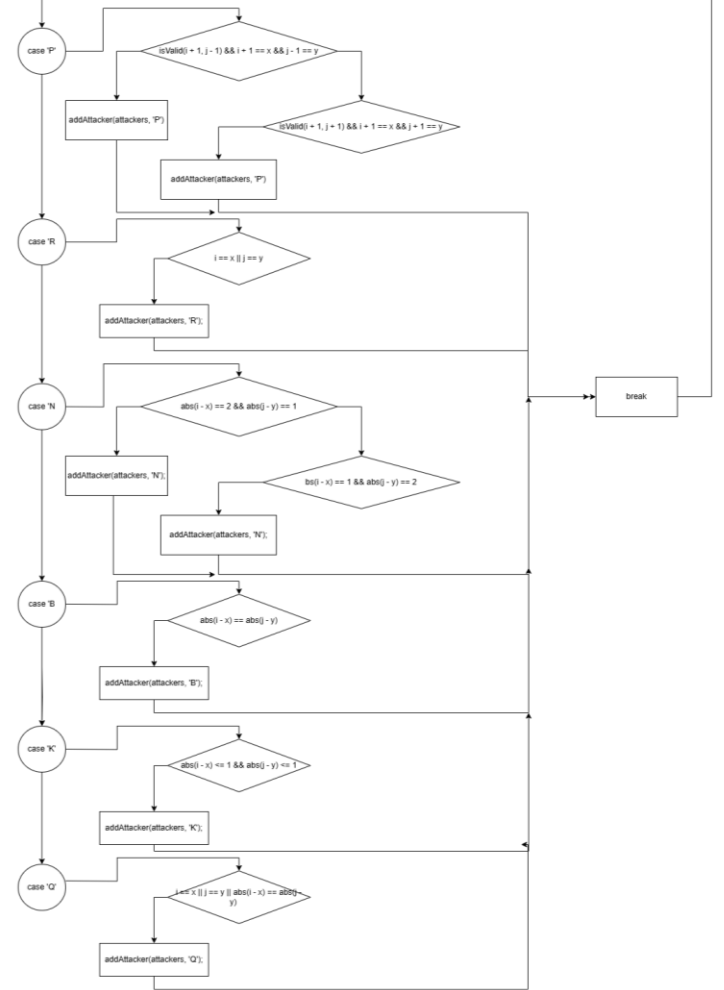 case 'P'
isValid(i + 1, j - 1) && i + 1 == x && j - 1 == y
addAttacker(attackers, 'P')
isValid(i + 1, j + 1) && i + 1 == x && j + 1 == y
addAttacker(attackers, 'P')
case 'R
i == x || j == y
addAttacker(attackers, 'R');
case 'N
abs(i - x) == 2 && abs(j - y) == 1
break
addAttacker(attackers, 'N');
bs(i - x) == 1 && abs(j - y) == 2
addAttacker(attackers, 'N');
case 'B
abs(i - x) == abs(j - y)
addAttacker(attackers, 'B');
case 'K'
abs(i - x) <= 1 && abs(j - y) <= 1
addAttacker(attackers, 'K');
case 'Q'
i == x || j == y || abs(i - x) == abs(j -
y)
addAttacker(attackers, 'Q');